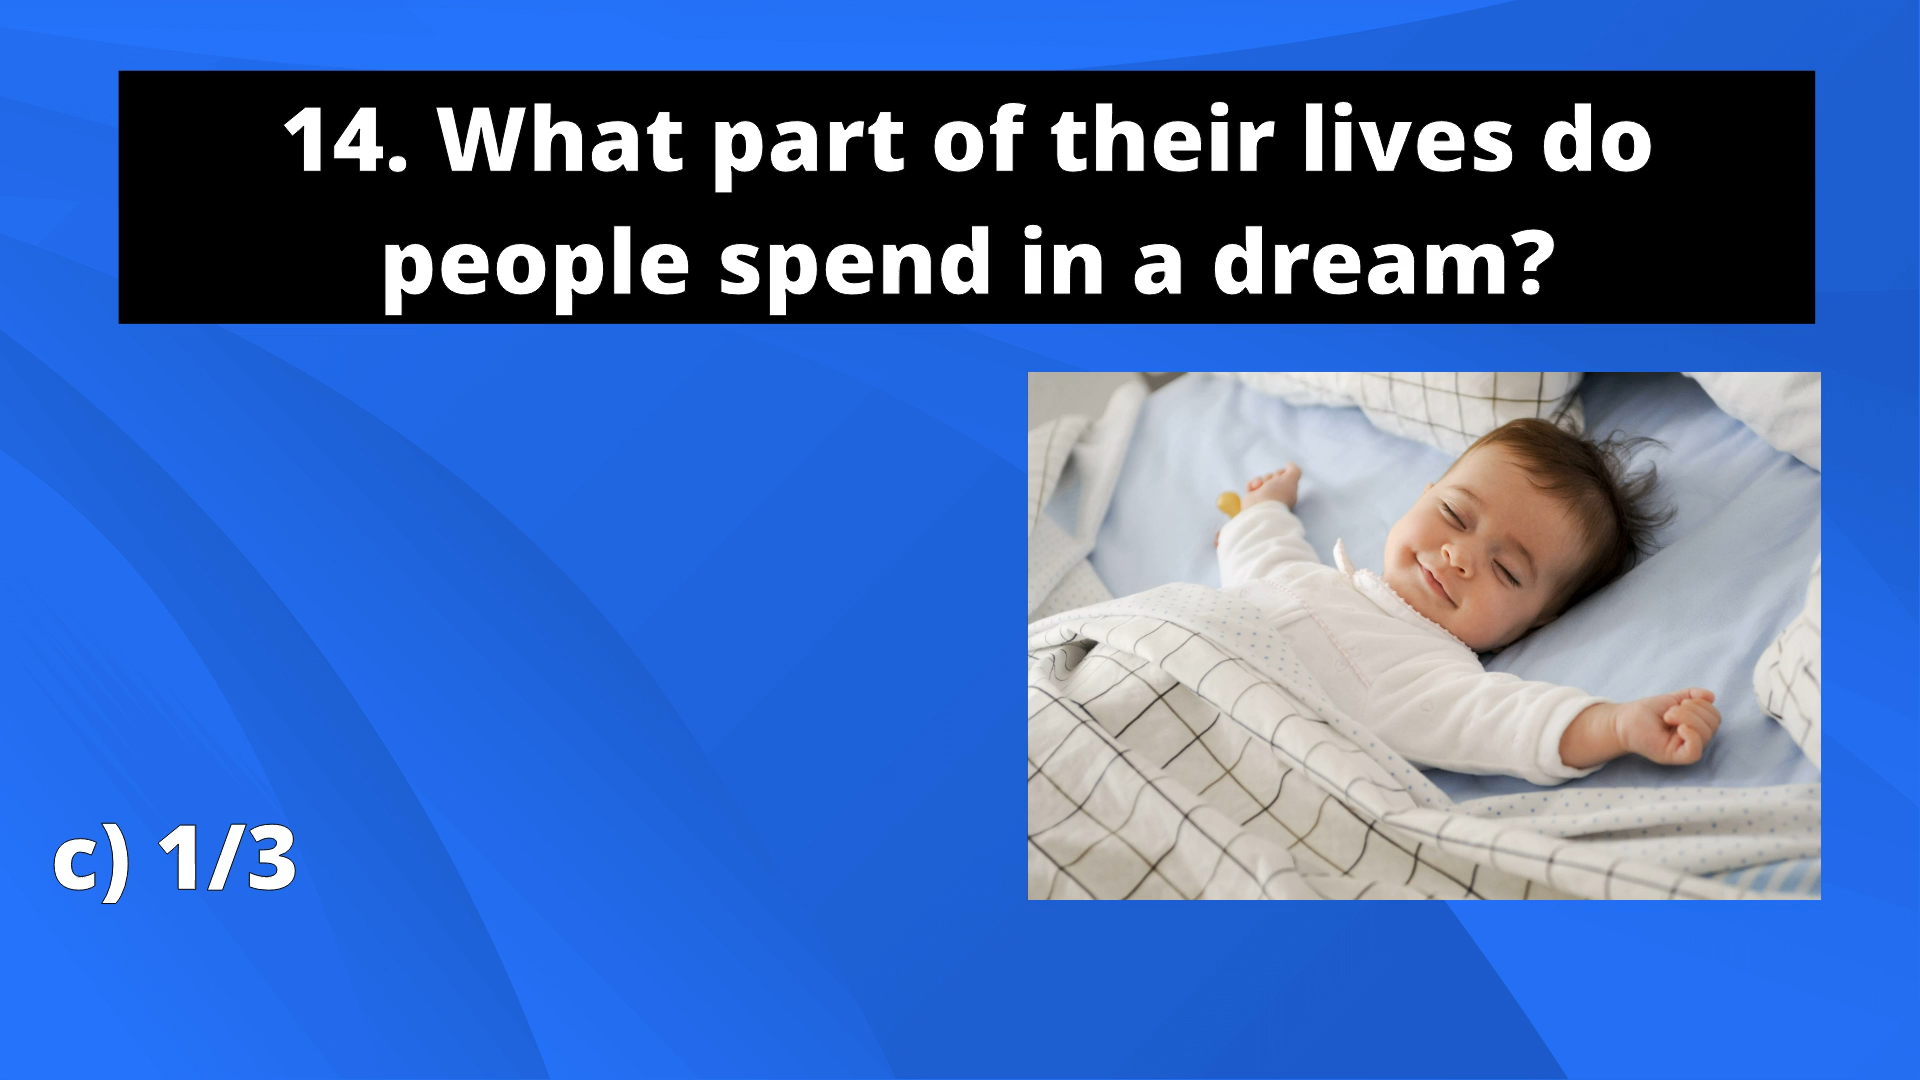 14. What part of their lives do
people spend in a dream?
c) 1/3